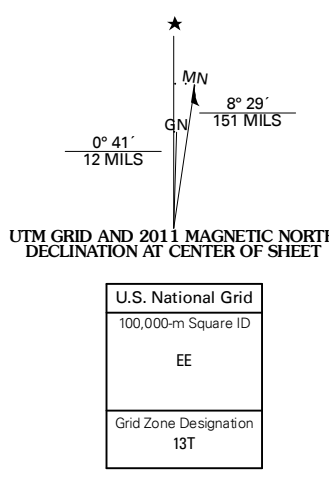 ★
MN
8° 29´
151 MILS
GN
0° 41´
12 MILS
UTM GRID AND 2011 MAGNETIC NORTH
DECLINATION AT CENTER OF SHEET
U.S. National Grid
100,000-m Square ID
EE
Grid Zone Designation
13T